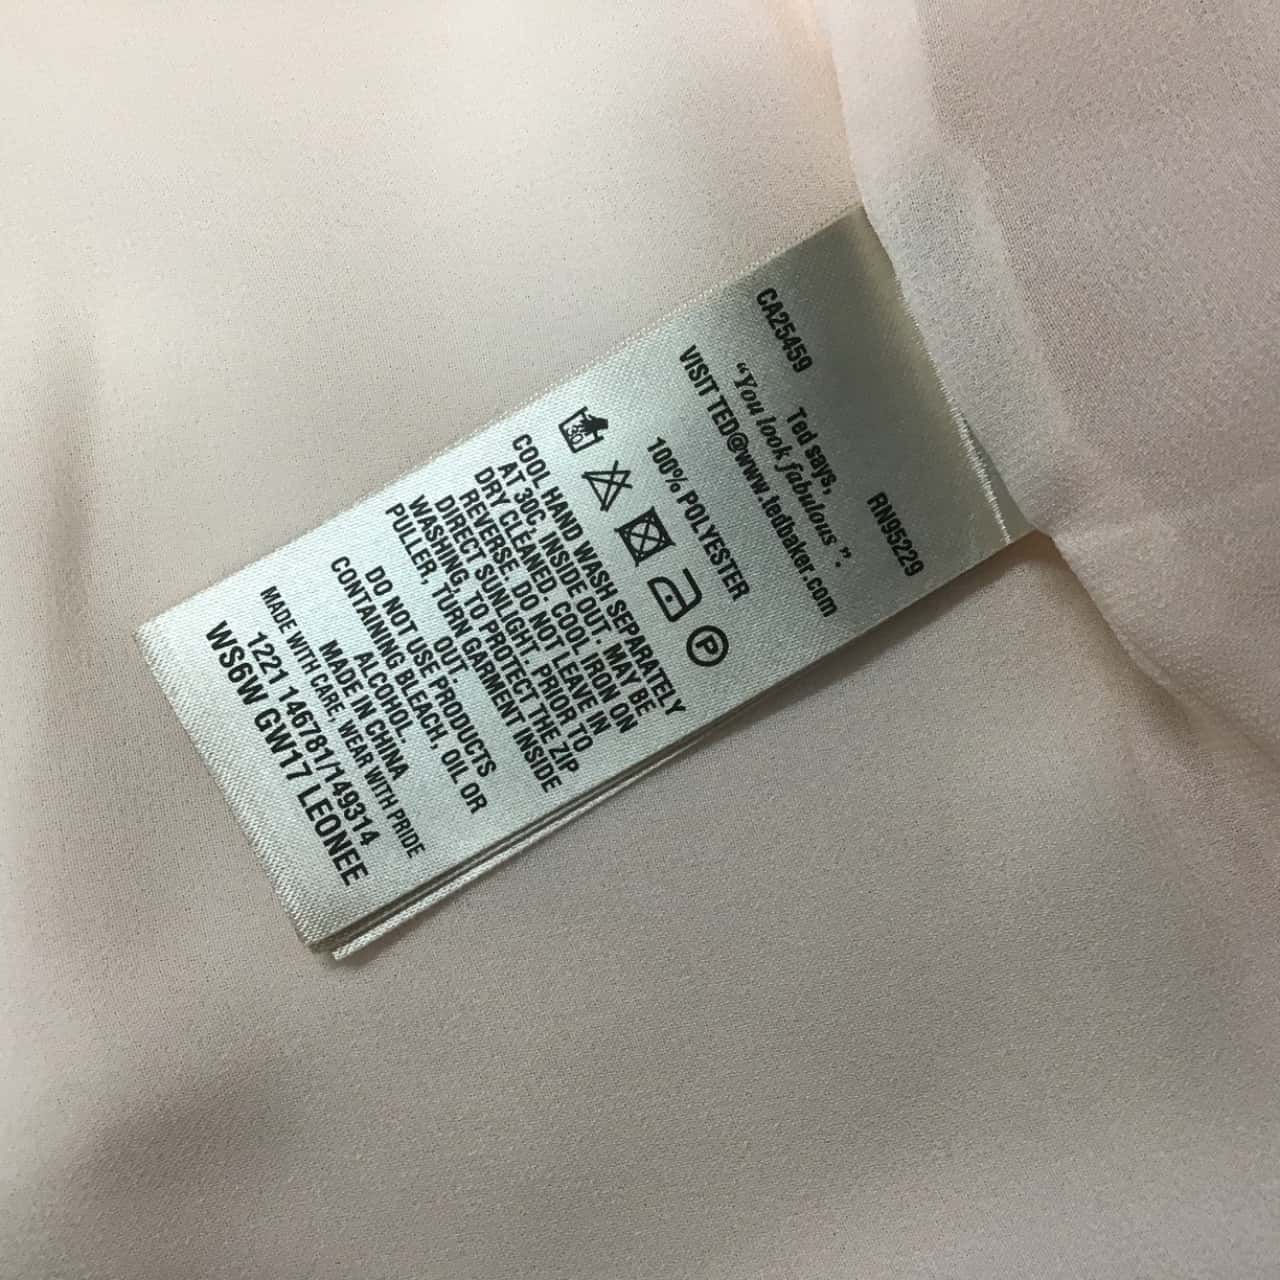 CA25459 RN95229
Ted says,
“You look fabulous”.
VISIT TED@www.tedbaker.com
100% POLYESTER
30 P
COOL HAND WASH SEPARATELY
AT 30C, INSIDE OUT. MAY BE
DRY CLEANED. COOL IRON ON
REVERSE. DO NOT LEAVE IN
DIRECT SUNLIGHT. PRIOR TO
WASHING, TO PROTECT THE ZIP
PULLER, TURN GARMENT INSIDE
OUT.
DO NOT USE PRODUCTS
CONTAINING BLEACH, OIL OR
ALCOHOL.
MADE IN CHINA
MADE WITH CARE, WEAR WITH PRIDE
1221 146781/149314
WS6W GW17 LEONEE